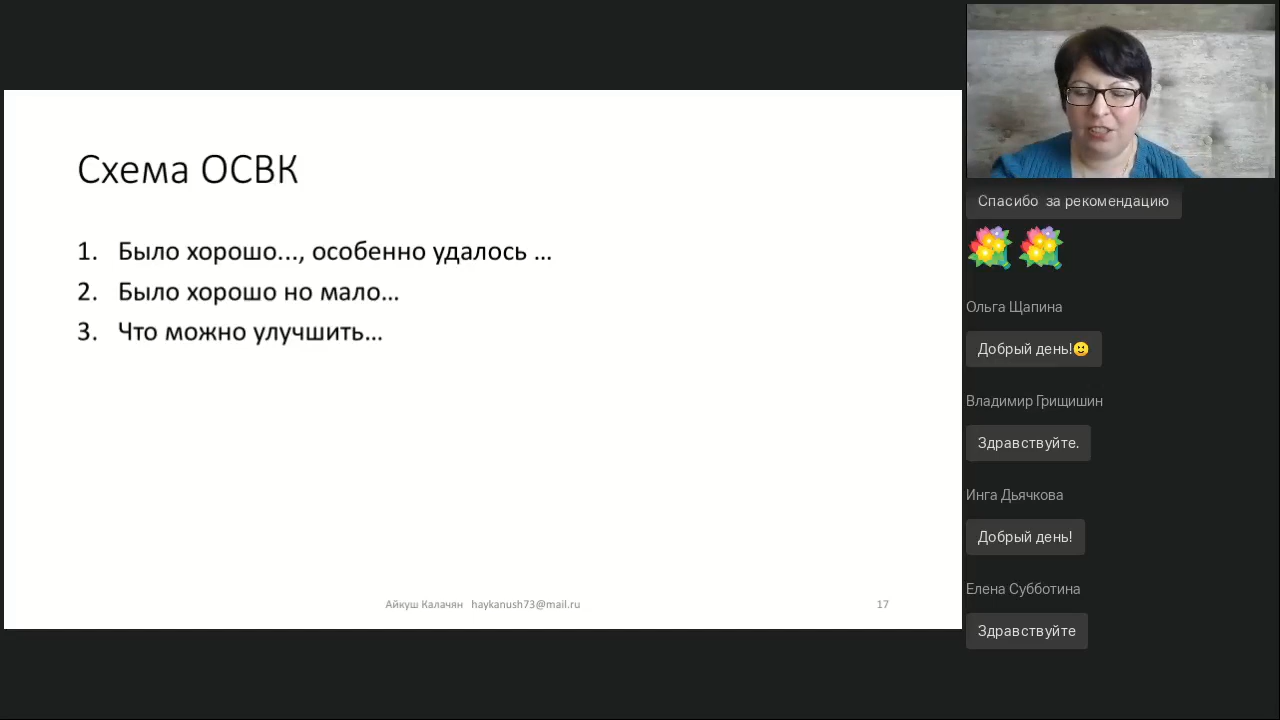 Схема ОСВК
1. Было хорошо..., особенно удалось ...
2. Было хорошо но мало...
3. Что можно улучшить...
Айкуш Калачян haykanush73@mail.ru
17
Спасибо за рекомендацию
Ольга Щапина
Добрый день!
Владимир Грищишин
Здравствуйте.
Инга Дьячкова
Добрый день!
Елена Субботина
Здравствуйте